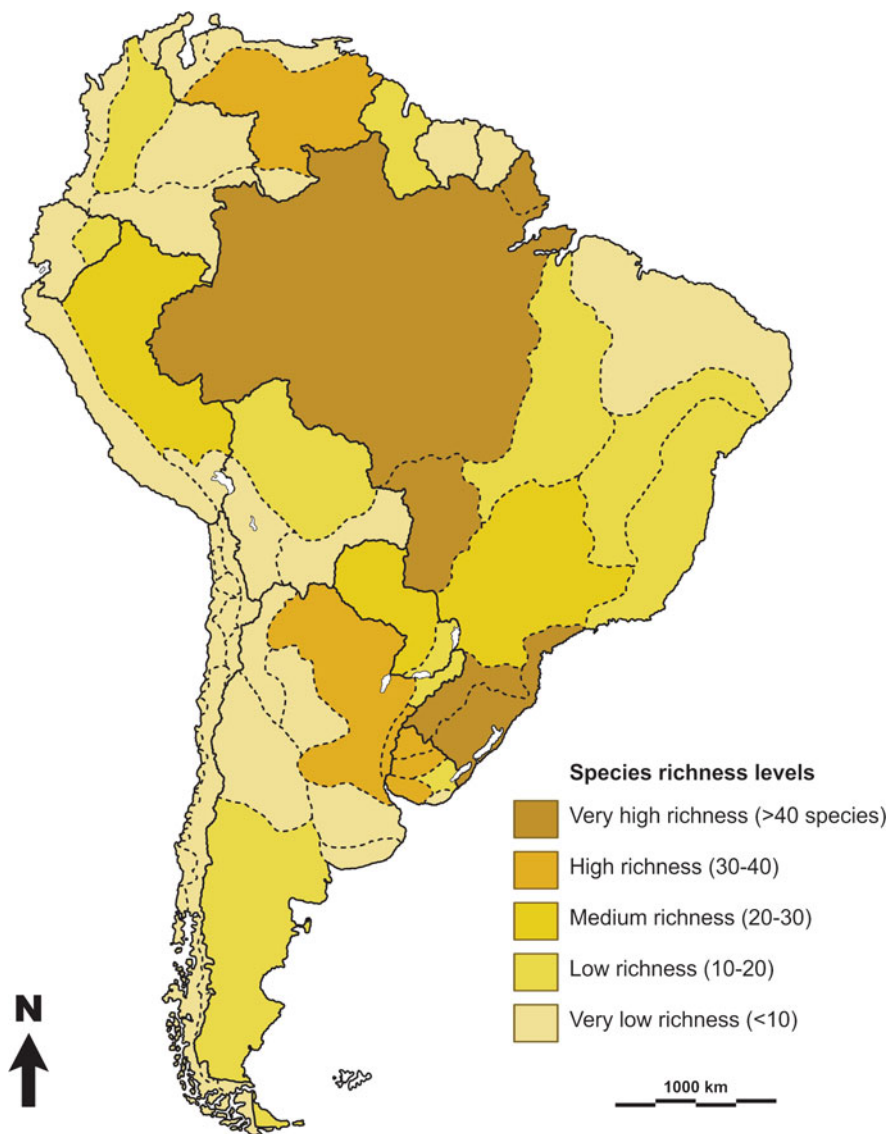 Species richness levels
Very high richness (>40 species)
High richness (30-40)
Medium richness (20-30)
Low richness (10-20)
Very low richness (<10)
N
1000 km